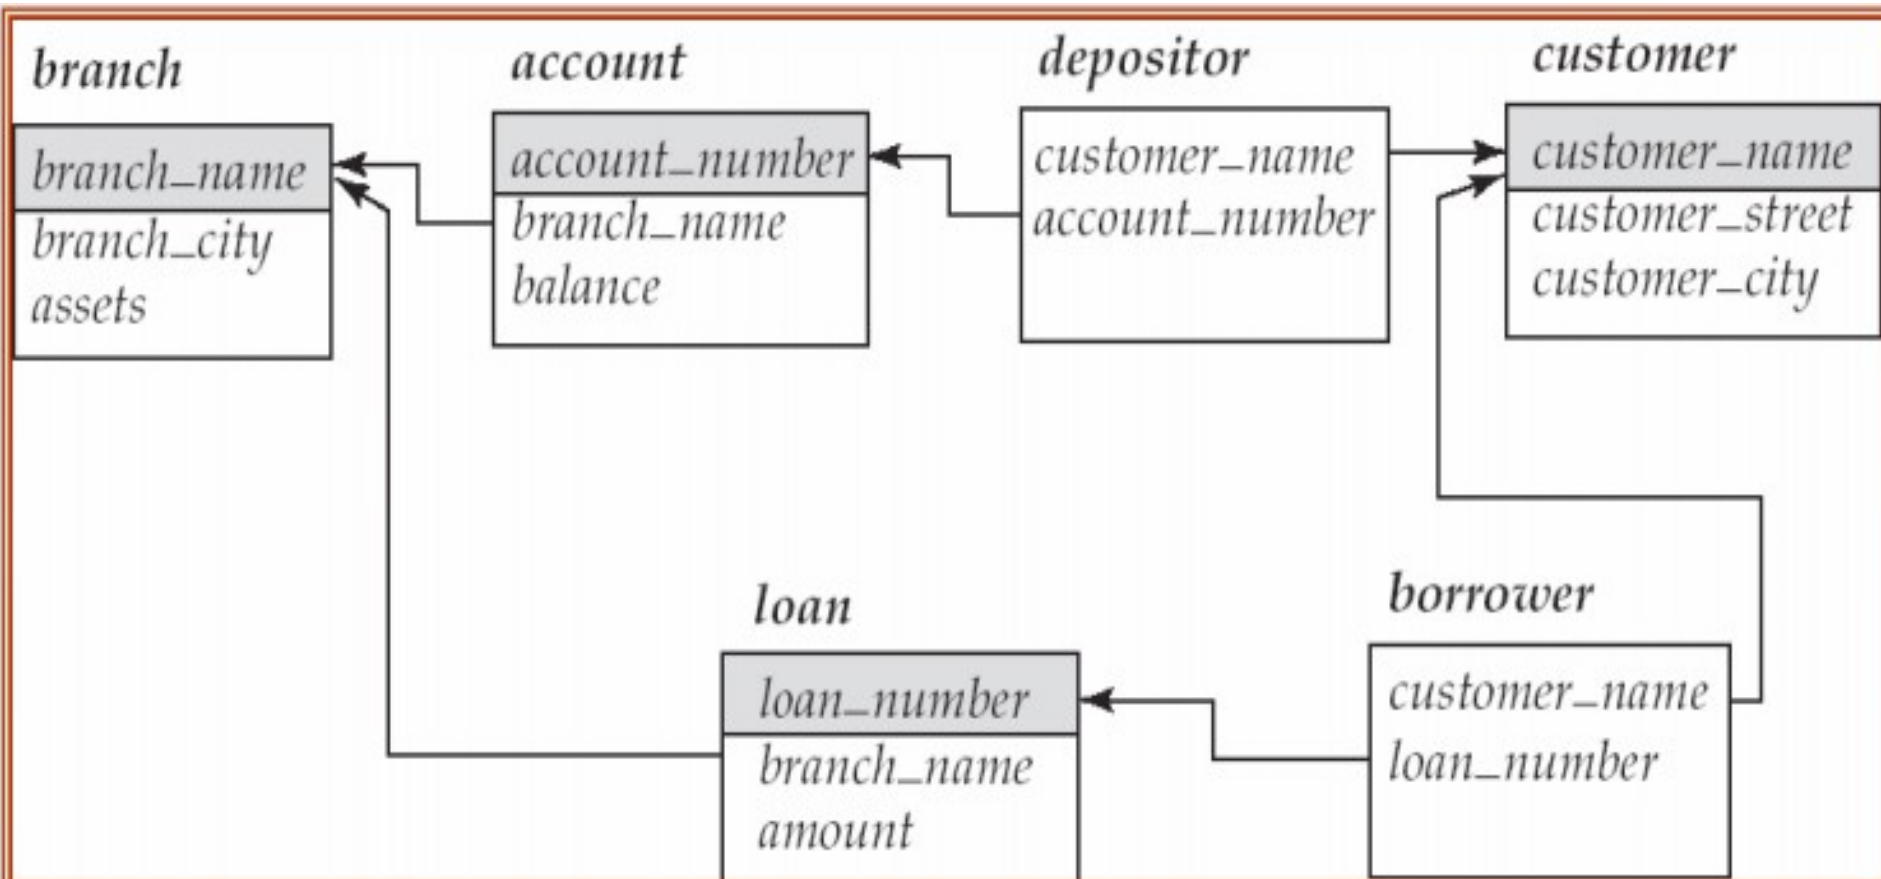 branch
branch_name
branch_city
assets
account
account_number
branch_name
balance
depositor
customer_name
account_number
customer
customer_name
customer_street
customer_city
loan
loan_number
branch_name
amount
borrower
customer_name
loan_number